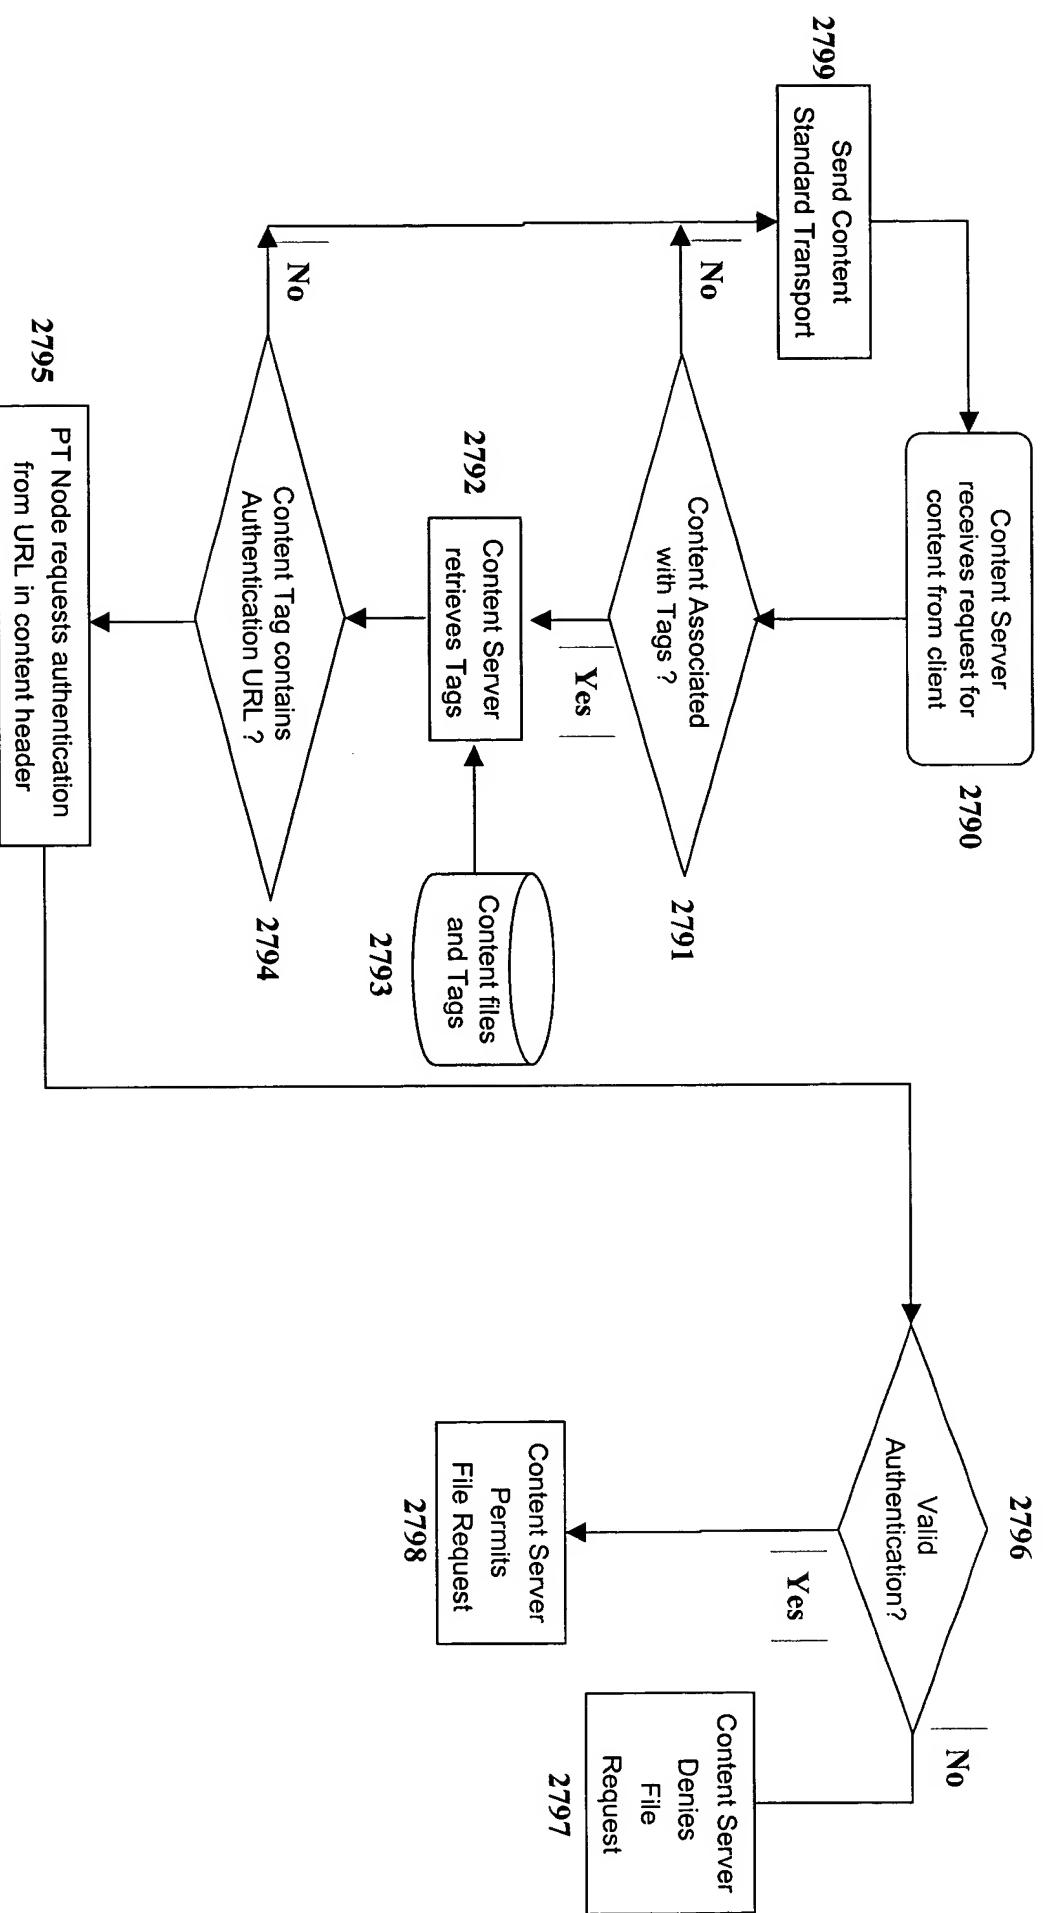 2799
Send Content
Standard Transport
Content Server
receives request for
content from client
2790
No
Content Associated
with Tags ?
2791
Yes
2792
Content Server
retrieves Tags
Content files
and Tags
2793
No
Content Tag contains
Authentication URL ?
2794
2795
PT Node requests authentication
from URL in content header
2796
Valid
Authentication?
No
Yes
Content Server
Permits
File Request
2798
Content Server
Denies
File
Request
2797